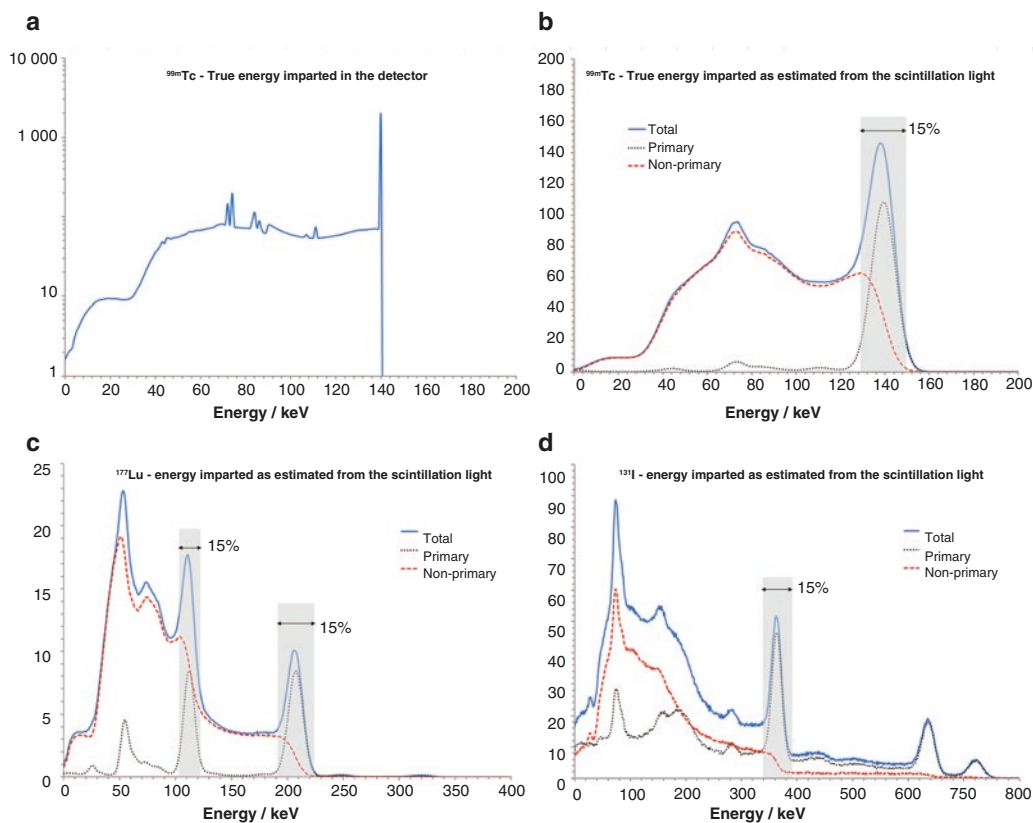 a
⁹⁹ᵐTc - True energy imparted in the detector
10 000
1 000
10
1
0 20 40 60 80 100 120 140 160 180 200
Energy / keV
b
⁹⁹ᵐTc - True energy imparted as estimated from the scintillation light
200
180
160
140
120
100
80
60
40
20
0
Total
Primary
Non-primary
15%
0 20 40 60 80 100 120 140 160 180 200
Energy / keV
c
¹⁷⁷Lu - energy imparted as estimated from the scintillation light
25
20
15
10
5
0
Total
Primary
Non-primary
15%
15%
0 50 100 150 200 250 300 350 400
Energy / keV
d
¹³¹I - energy imparted as estimated from the scintillation light
100
90
80
70
60
50
40
30
20
10
0
Total
Primary
Non-primary
15%
0 100 200 300 400 500 600 750 800
Energy / keV